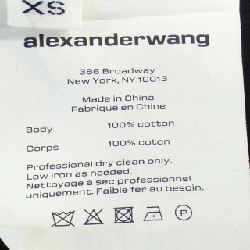 XS
alexanderwang
386 Broadway
New York, NY 10013
Made in China
Fabrique en Chine
Body 100% cotton
Corps 100% coton
Professional dry clean only.
Low iron as needed.
Nettoyage a sec professionnel
uniquement. Faible fer au besoin.
P